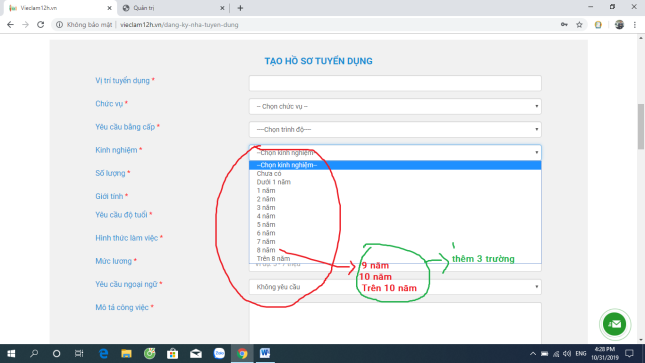 Vieclam12h.vn
Quản trị
Không bảo mật | vieclam12h.vn/dang-ky-nha-tuyen-dung
TẠO HỒ SƠ TUYỂN DỤNG
Vị trí tuyển dụng *
Chức vụ *
-- Chọn chức vụ --
Yêu cầu bằng cấp *
---Chọn trình độ---
Kinh nghiệm *
--Chọn kinh nghiệm--
--Chọn kinh nghiệm--
Số lượng *
Chưa có
Dưới 1 năm
Giới tính *
1 năm
2 năm
Yêu cầu độ tuổi *
3 năm
4 năm
5 năm
Hình thức làm việc *
6 năm
7 năm
8 năm
Mức lương *
Trên 8 năm
thêm 3 trường
9 năm
10 năm
Trên 10 năm
Yêu cầu ngoại ngữ *
Không yêu cầu
Mô tả công việc *
ENG
4:28 PM
10/31/2019